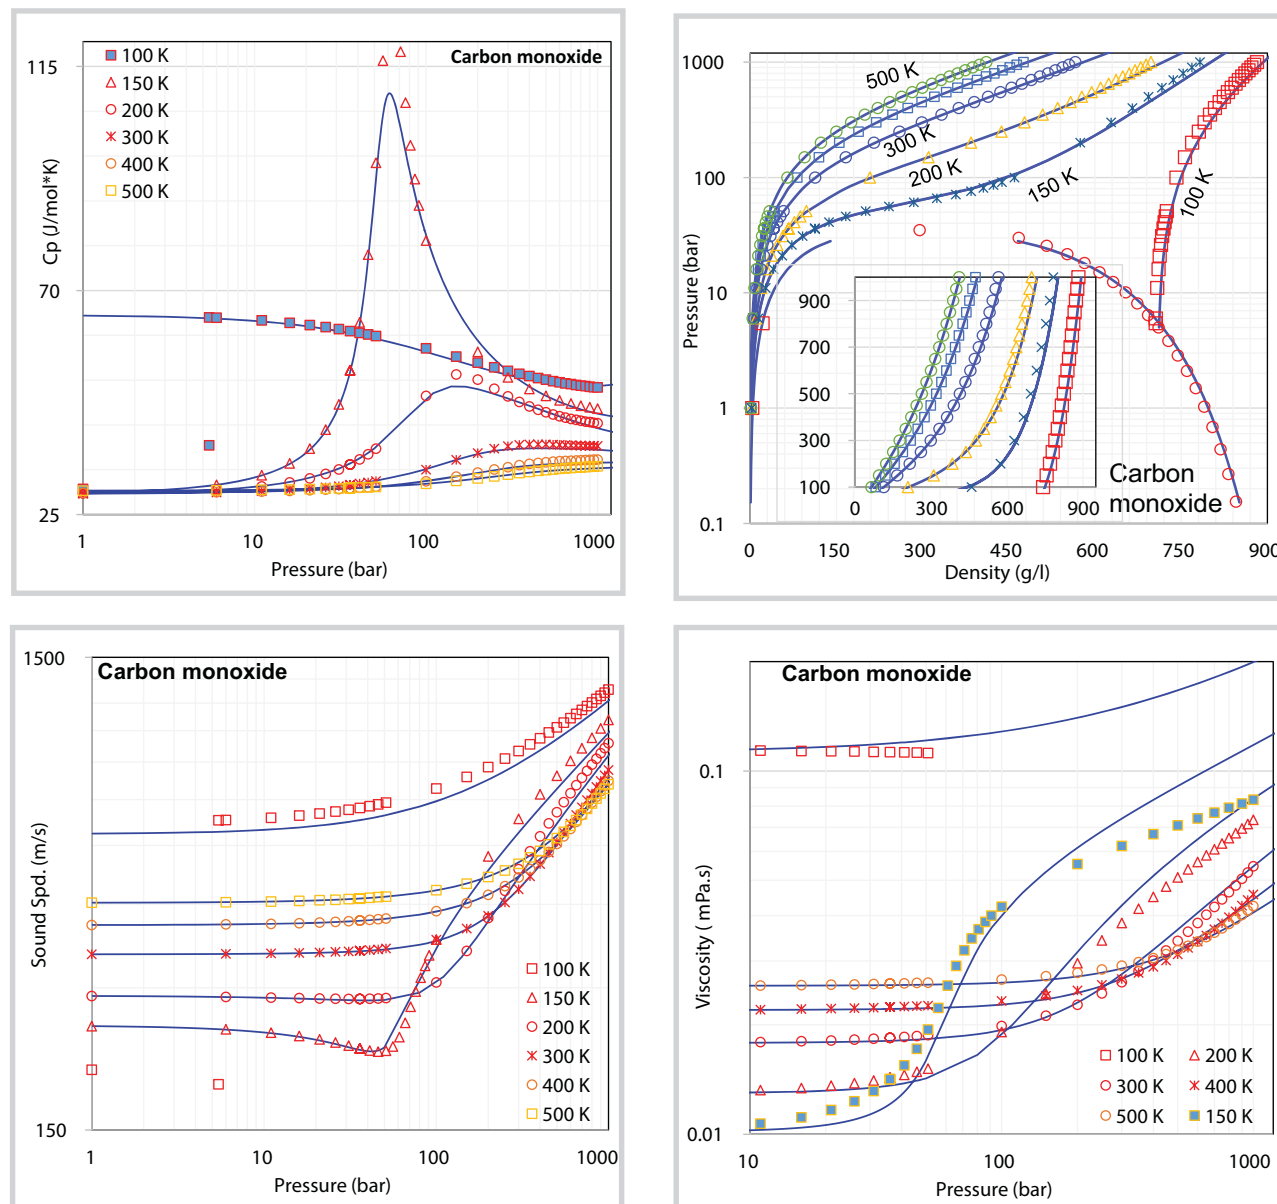 Carbon monoxide
115
70
25
Cp (J/mol*K)
100 K
150 K
200 K
300 K
400 K
500 K
1
10
100
1000
Pressure (bar)
1000
100
10
1
0.1
Pressure (bar)
500 K
300 K
200 K
150 K
100 K
900
700
500
300
100
0
300
600
900
Carbon
monoxide
0
150
300
450
600
750
900
Density (g/l)
1500
150
Carbon monoxide
Sound Spd. (m/s)
100 K
150 K
200 K
300 K
400 K
500 K
1
10
100
1000
Pressure (bar)
Carbon monoxide
0.1
0.01
Viscosity ( mPa.s)
100 K
200 K
300 K
400 K
500 K
150 K
10
100
1000
Pressure (bar)